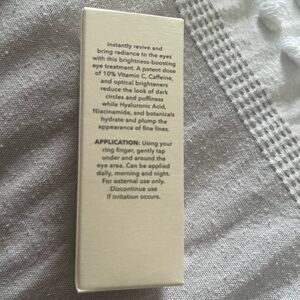 Instantly revive and
bring radiance to the eyes
with this brightness-boosting
eye treatment. A potent dose
of 10% Vitamin C, Caffeine,
and optical brighteners
reduce the look of dark
circles and puffiness
while Hyaluronic Acid,
Niacinamide, and botanicals
hydrate and plump the
appearance of fine lines.
APPLICATION: Using your
ring finger, gently tap
under and around the
eye area. Can be applied
daily, morning and night.
For external use only.
Discontinue use
if irritation occurs.